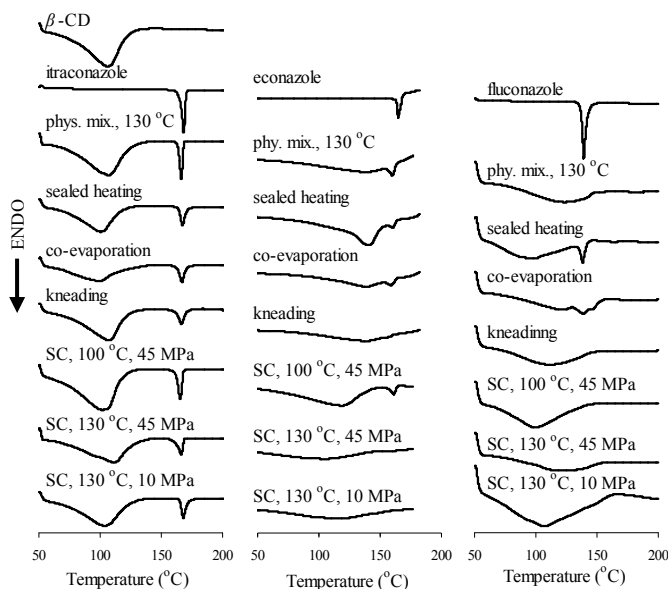 β-CD
itraconazole
phys. mix., 130 °C
sealed heating
co-evaporation
kneading
SC, 100 °C, 45 MPa
SC, 130 °C, 45 MPa
SC, 130 °C, 10 MPa
50 100 150 200
Temperature (°C)
ENDO
econazole
phy. mix., 130 °C
sealed heating
co-evaporation
kneading
SC, 100 °C, 45 MPa
SC, 130 °C, 45 MPa
SC, 130 °C, 10 MPa
50 100 150 200
Temperature (°C)
fluconazole
phy. mix., 130 °C
sealed heating
co-evaporation
kneadinng
SC, 100 °C, 45 MPa
SC, 130 °C, 45 MPa
SC, 130 °C, 10 MPa
50 100 150 200
Temperature (°C)